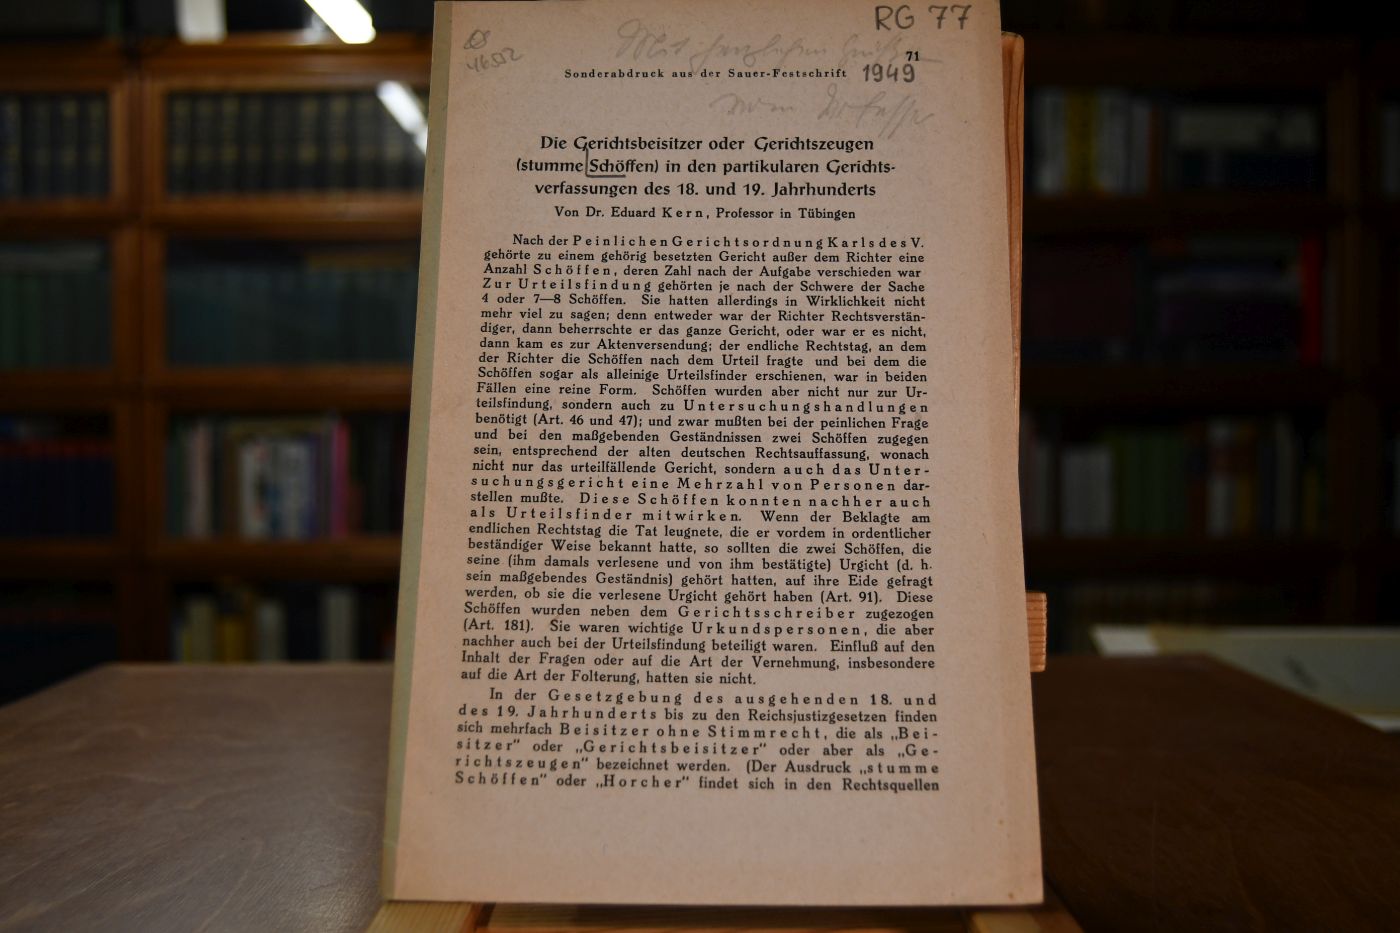 RG 77
46552
Mit herzlichem Gruß
71
Sonderabdruck aus der Sauer-Festschrift 1949
vom Verfasser
Die Gerichtsbeisitzer oder Gerichtszeugen
(stumme Schöffen) in den partikularen Gerichts-
verfassungen des 18. und 19. Jahrhunderts
Von Dr. Eduard Kern, Professor in Tübingen
Nach der Peinlichen Gerichtsordnung Karls des V.
gehörte zu einem gehörig besetzten Gericht außer dem Richter eine
Anzahl Schöffen, deren Zahl nach der Aufgabe verschieden war
Zur Urteilsfindung gehörten je nach der Schwere der Sache
4 oder 7—8 Schöffen. Sie hatten allerdings in Wirklichkeit nicht
mehr viel zu sagen; denn entweder war der Richter Rechtsverstän-
diger, dann beherrschte er das ganze Gericht, oder war er es nicht,
dann kam es zur Aktenversendung; der endliche Rechtstag, an dem
der Richter die Schöffen nach dem Urteil fragte und bei dem die
Schöffen sogar als alleinige Urteilsfinder erschienen, war in beiden
Fällen eine reine Form. Schöffen wurden aber nicht nur zur Ur-
teilsfindung, sondern auch zu Untersuchungshandlungen
benötigt (Art. 46 und 47); und zwar mußten bei der peinlichen Frage
und bei den maßgebenden Geständnissen zwei Schöffen zugegen
sein, entsprechend der alten deutschen Rechtsauffassung, wonach
nicht nur das urteilfällende Gericht, sondern auch das Unter-
suchungsgericht eine Mehrzahl von Personen dar-
stellen mußte. Diese Schöffen konnten nachher auch
als Urteilsfinder mitwirken. Wenn der Beklagte am
endlichen Rechtstag die Tat leugnete, die er vordem in ordentlicher
beständiger Weise bekannt hatte, so sollten die zwei Schöffen, die
seine (ihm damals verlesene und von ihm bestätigte) Urgicht (d. h.
sein maßgebendes Geständnis) gehört hatten, auf ihre Eide gefragt
werden, ob sie die verlesene Urgicht gehört haben (Art. 91). Diese
Schöffen wurden neben dem Gerichtsschreiber zugezogen
(Art. 181). Sie waren wichtige Urkundspersonen, die aber
nachher auch bei der Urteilsfindung beteiligt waren. Einfluß auf den
Inhalt der Fragen oder auf die Art der Vernehmung, insbesondere
auf die Art der Folterung, hatten sie nicht.
In der Gesetzgebung des ausgehenden 18. und
des 19. Jahrhunderts bis zu den Reichsjustizgesetzen finden
sich mehrfach Beisitzer ohne Stimmrecht, die als „Bei-
sitzer" oder „Gerichtsbeisitzer" oder aber als „Ge-
richtszeugen" bezeichnet werden. (Der Ausdruck „stumme
Schöffen" oder „Horcher" findet sich in den Rechtsquellen